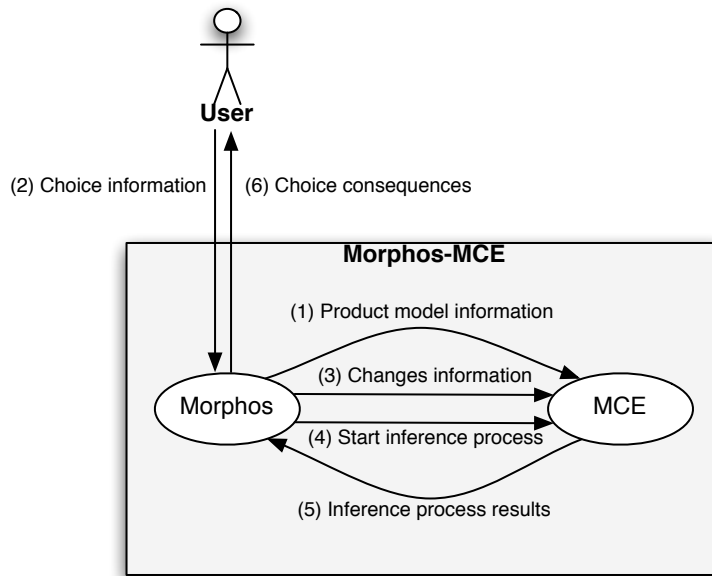 User
(2) Choice information
(6) Choice consequences
Morphos-MCE
(1) Product model information
(3) Changes information
Morphos
MCE
(4) Start inference process
(5) Inference process results